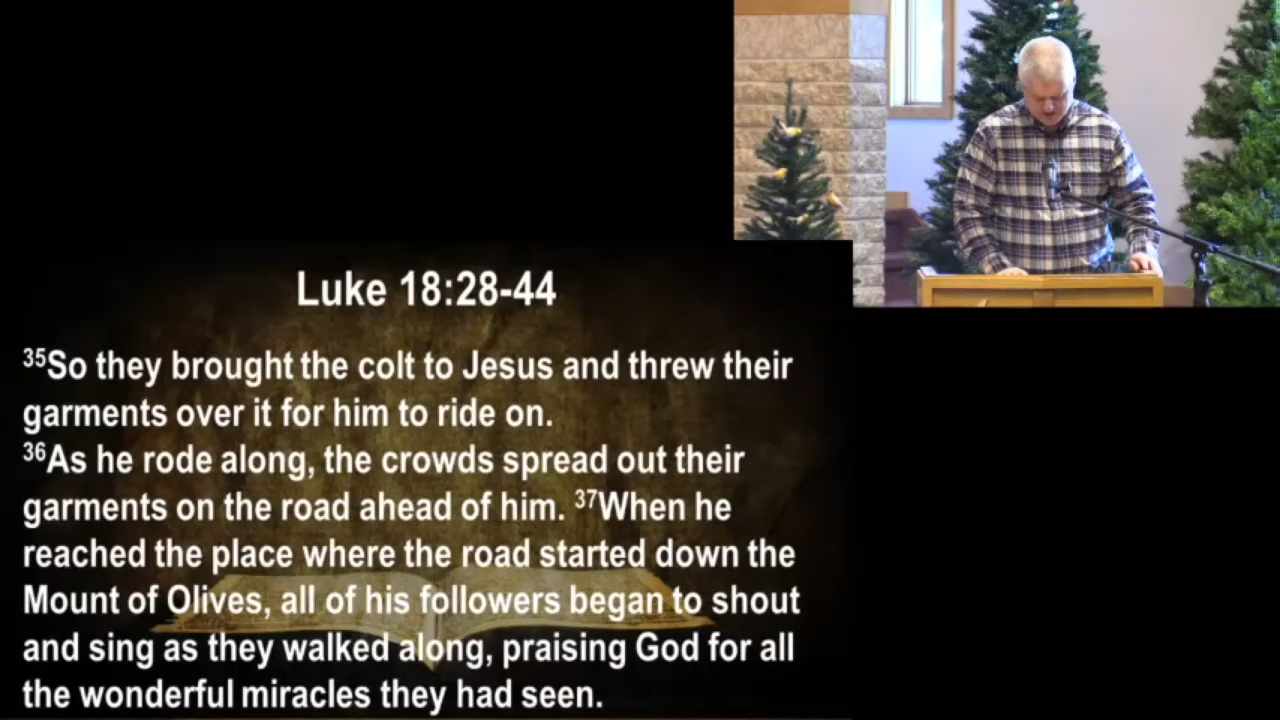 Luke 18:28-44
35So they brought the colt to Jesus and threw their
garments over it for him to ride on.
36As he rode along, the crowds spread out their
garments on the road ahead of him. 37When he
reached the place where the road started down the
Mount of Olives, all of his followers began to shout
and sing as they walked along, praising God for all
the wonderful miracles they had seen.